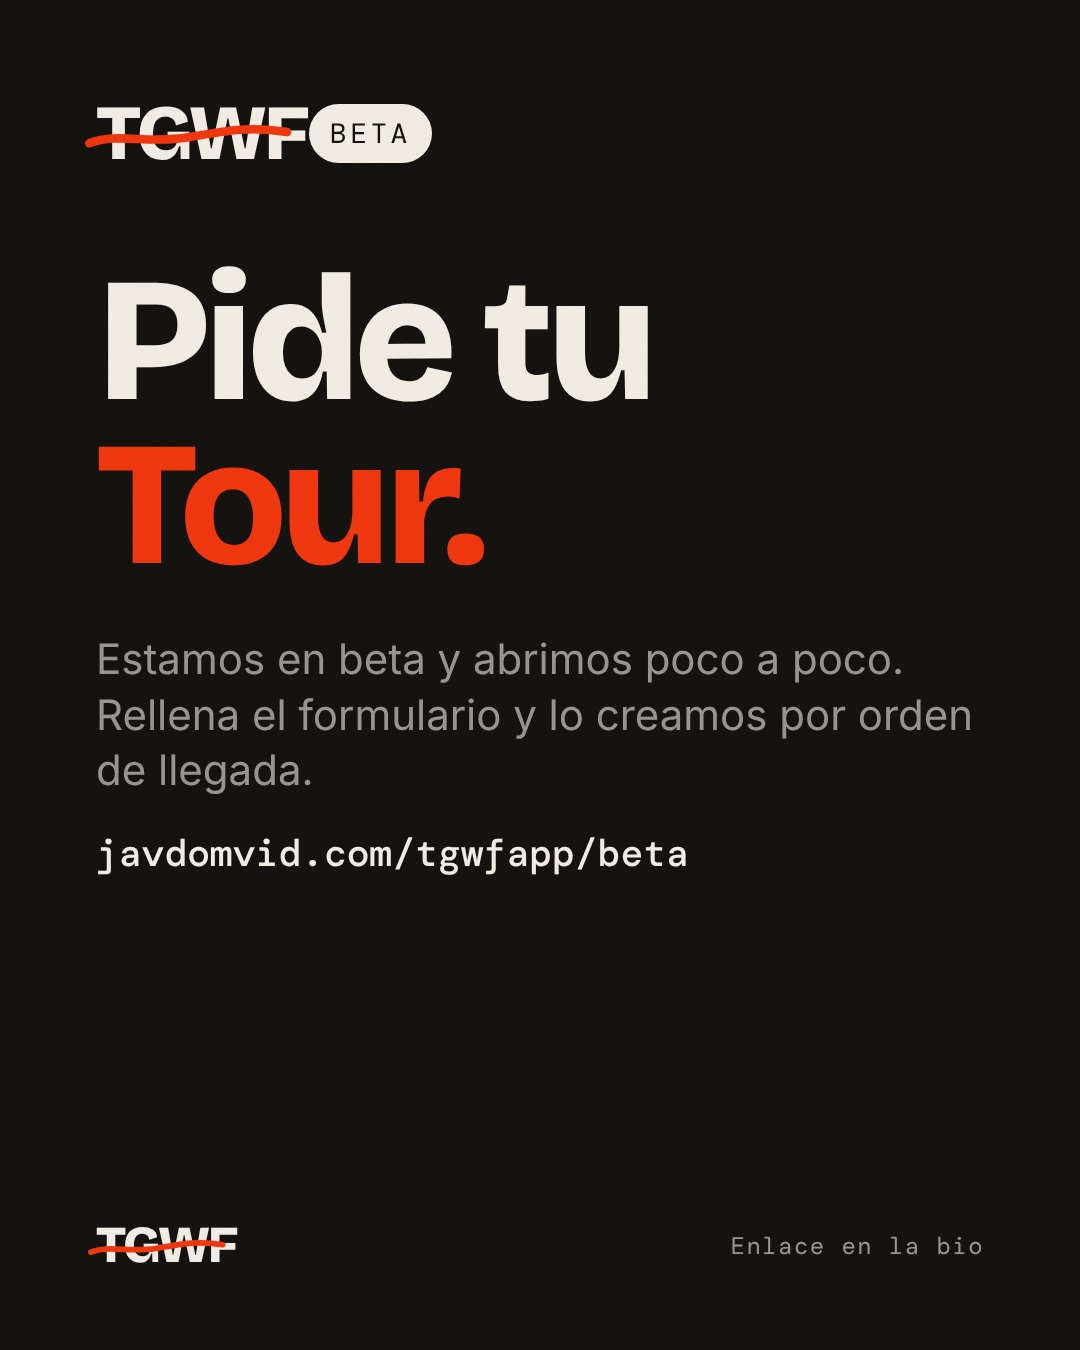 TGWF BETA
Pide tu
Tour.
Estamos en beta y abrimos poco a poco.
Rellena el formulario y lo creamos por orden
de llegada.
javdomvid.com/tgwfapp/beta
TGWF
Enlace en la bio